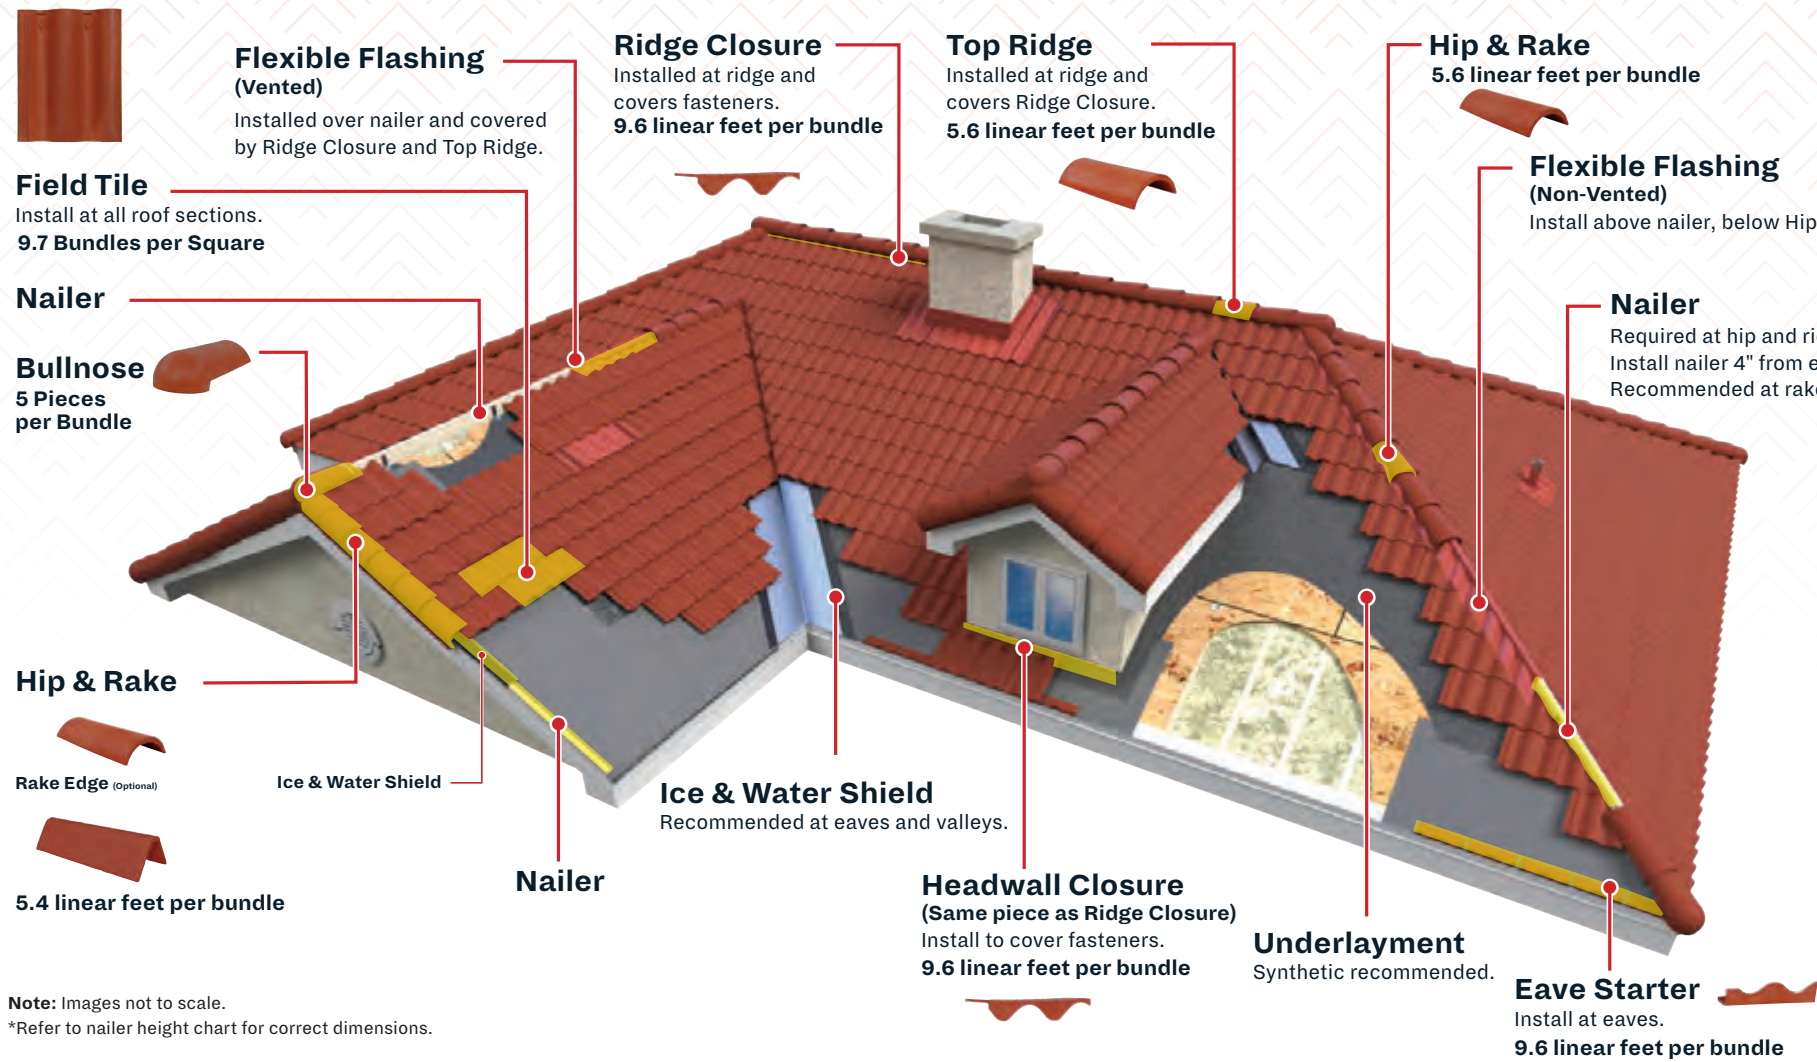 Flexible Flashing
(Vented)
Installed over nailer and covered
by Ridge Closure and Top Ridge.
Ridge Closure
Installed at ridge and
covers fasteners.
9.6 linear feet per bundle
Top Ridge
Installed at ridge and
covers Ridge Closure.
5.6 linear feet per bundle
Hip & Rake
5.6 linear feet per bundle
Flexible Flashing
(Non-Vented)
Install above nailer, below Hip
Field Tile
Install at all roof sections.
9.7 Bundles per Square
Nailer
Bullnose
5 Pieces
per Bundle
Nailer
Required at hip and
Install nailer 4" from
Recommended at
Hip & Rake
Rake Edge (Optional)
5.4 linear feet per bundle
Ice & Water Shield
Nailer
Ice & Water Shield
Recommended at eaves and valleys.
Headwall Closure
(Same piece as Ridge Closure)
Install to cover fasteners.
9.6 linear feet per bundle
Underlayment
Synthetic recommended.
Eave Starter
Install at eaves.
9.6 linear feet per bundle
Note: Images not to scale.
*Refer to nailer height chart for correct dimensions.